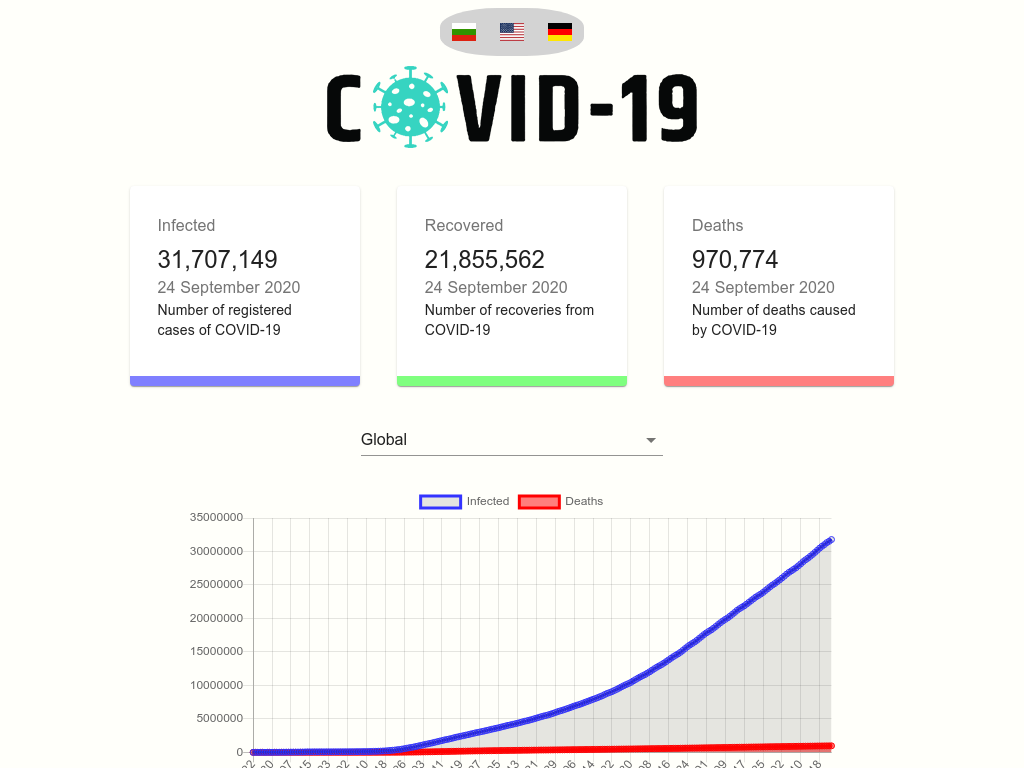 COVID-19
Infected
31,707,149
24 September 2020
Number of registered
cases of COVID-19
Recovered
21,855,562
24 September 2020
Number of recoveries from
COVID-19
Deaths
970,774
24 September 2020
Number of deaths caused
by COVID-19
Global
Infected Deaths
35000000
30000000
25000000
20000000
15000000
10000000
5000000
0